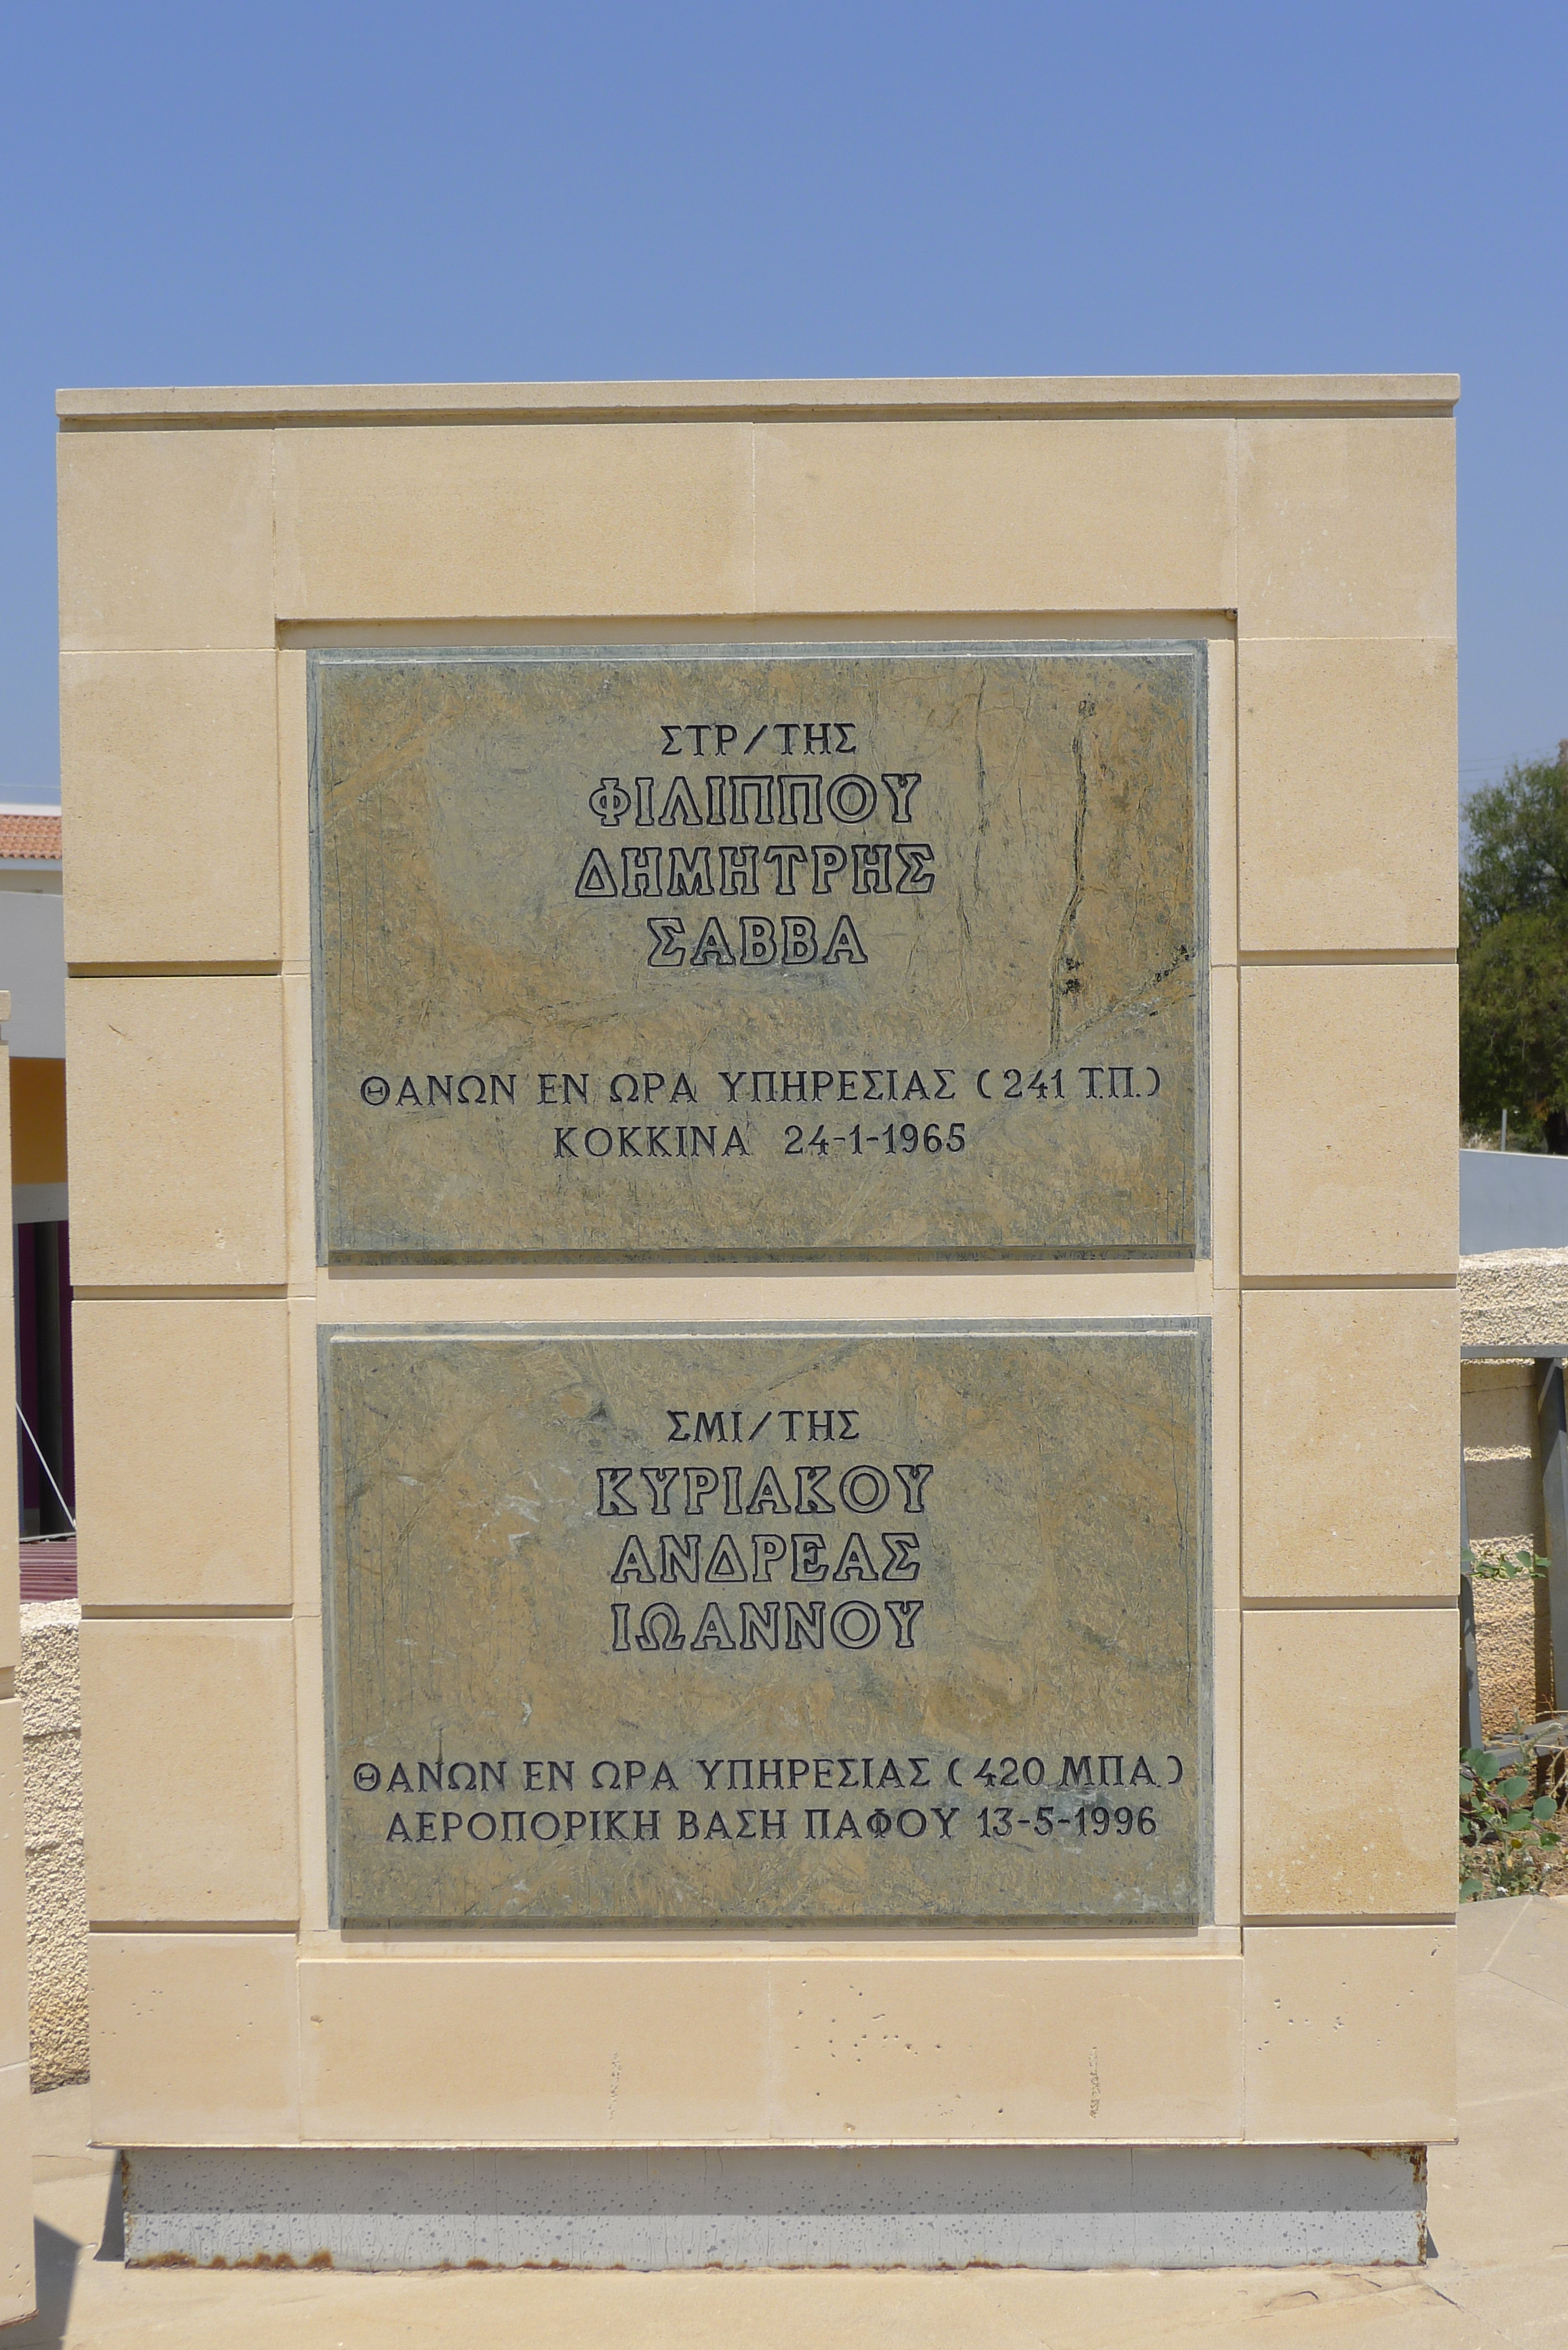 ΣΤΡ/ΤΗΣ
ΦΙΛΙΠΠΟΥ
ΔΗΜΗΤΡΗΣ
ΣΑΒΒΑ
ΘΑΝΩΝ ΕΝ ΩΡΑ ΥΠΗΡΕΣΙΑΣ (241 Τ.Π.)
ΚΟΚΚΙΝΑ 24-1-1965
ΣΜΙ/ΤΗΣ
ΚΥΡΙΑΚΟΥ
ΑΝΔΡΕΑΣ
ΙΩΑΝΝΟΥ
ΘΑΝΩΝ ΕΝ ΩΡΑ ΥΠΗΡΕΣΙΑΣ (420 ΜΠΑ.)
ΑΕΡΟΠΟΡΙΚΗ ΒΑΣΗ ΠΑΦΟΥ 13-5-1996